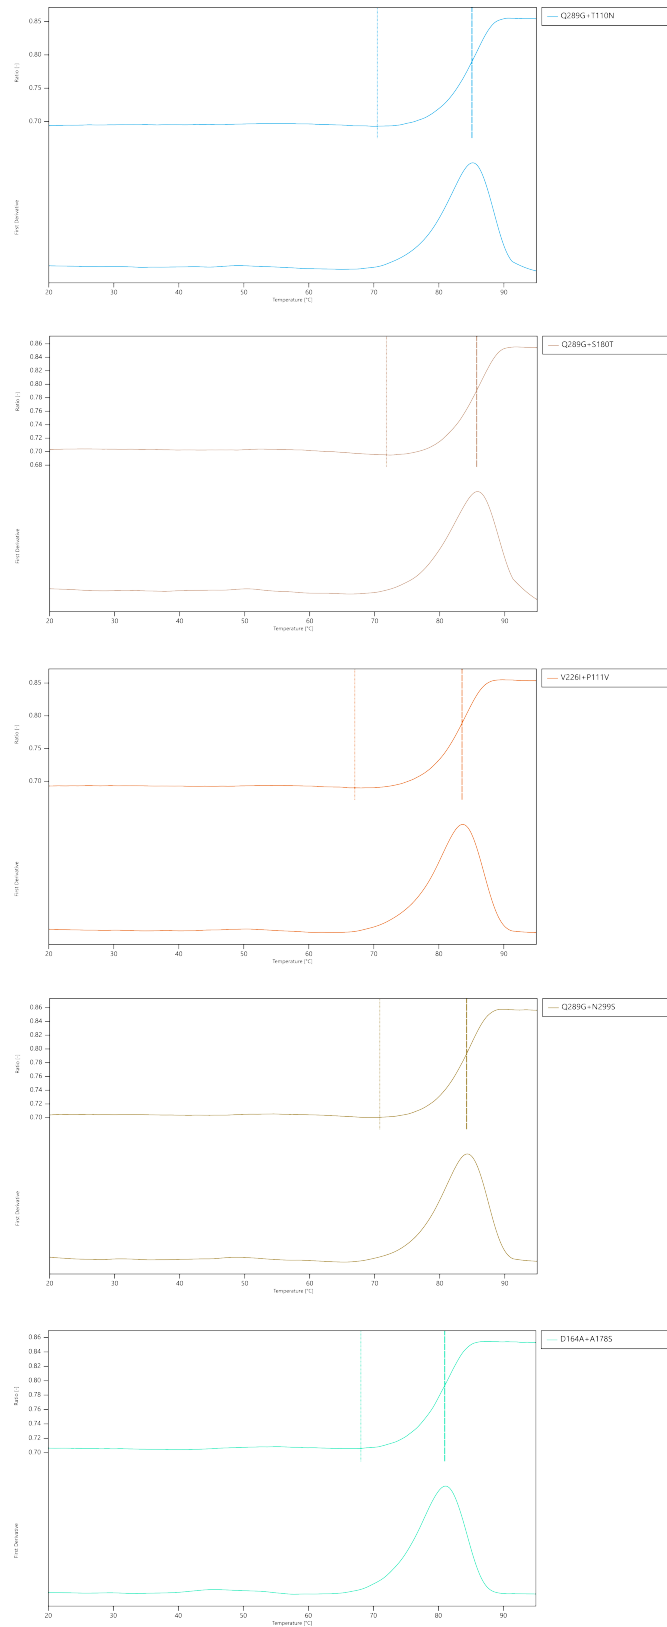 Q289G+T110N
Ratio [-]
0.85
0.80
0.75
0.70
First Derivative
20 30 40 50 60 70 80 90
Temperature [°C]
Q289G+S180T
Ratio [-]
0.86
0.84
0.82
0.80
0.78
0.76
0.74
0.72
0.70
0.68
First Derivative
20 30 40 50 60 70 80 90
Temperature [°C]
V226I+P111V
Ratio [-]
0.85
0.80
0.75
0.70
First Derivative
20 30 40 50 60 70 80 90
Temperature [°C]
Q289G+N299S
Ratio [-]
0.86
0.84
0.82
0.80
0.78
0.76
0.74
0.72
0.70
First Derivative
20 30 40 50 60 70 80 90
Temperature [°C]
D164A+A178S
Ratio [-]
0.86
0.84
0.82
0.80
0.78
0.76
0.74
0.72
0.70
First Derivative
20 30 40 50 60 70 80 90
Temperature [°C]